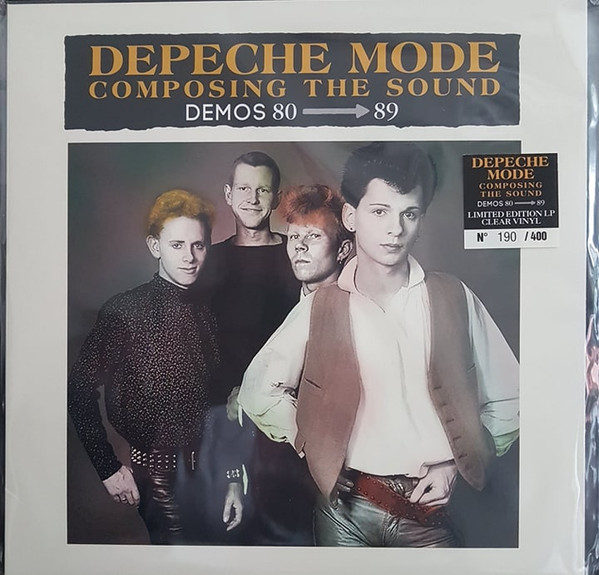 DEPECHE MODE
COMPOSING THE SOUND
DEMOS 80 → 89
DEPECHE
MODE
COMPOSING
THE SOUND
DEMOS 80 → 89
LIMITED EDITION LP
CLEAR VINYL
N° 190 / 400